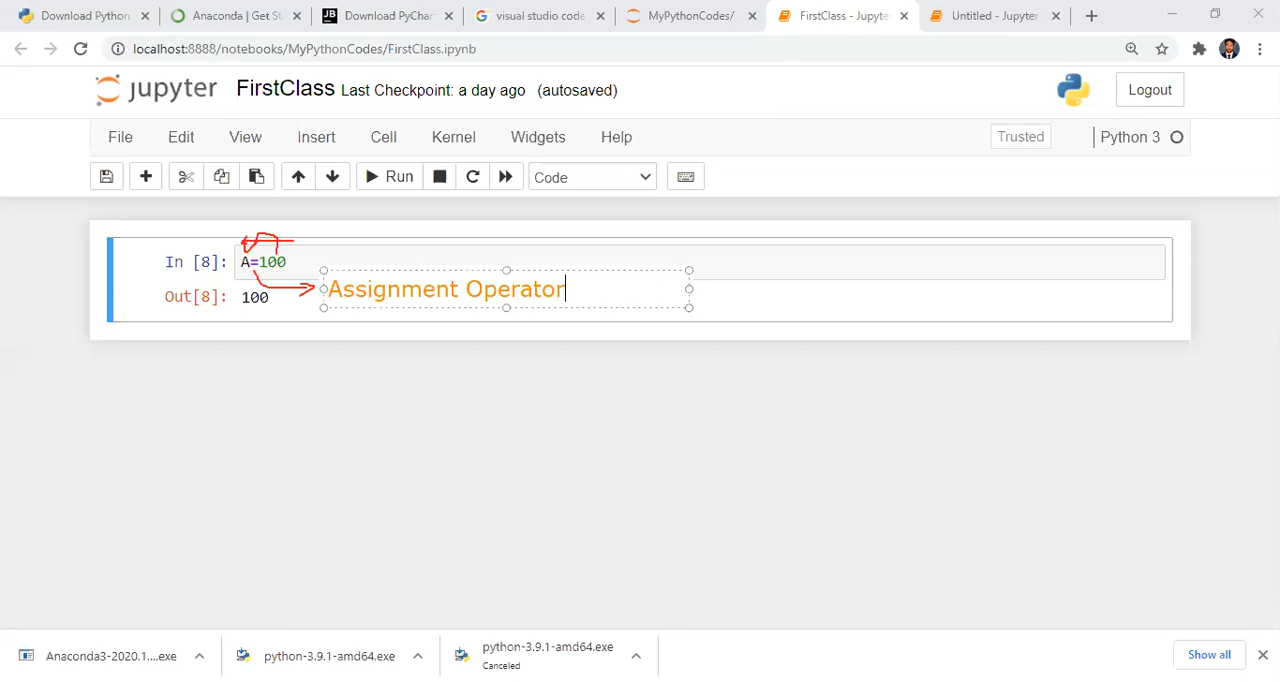 Download Python
Anaconda | Get St
Download PyChar
visual studio code
MyPythonCodes/
FirstClass - Jupyte
Untitled - Jupyter
localhost:8888/notebooks/MyPythonCodes/FirstClass.ipynb
jupyter FirstClass Last Checkpoint: a day ago (autosaved)
Logout
File Edit View Insert Cell Kernel Widgets Help
Trusted
Python 3
Run
Code
In [8]: A=100
Assignment Operator
Out[8]: 100
Anaconda3-2020.1....exe
python-3.9.1-amd64.exe
python-3.9.1-amd64.exe
Canceled
Show all